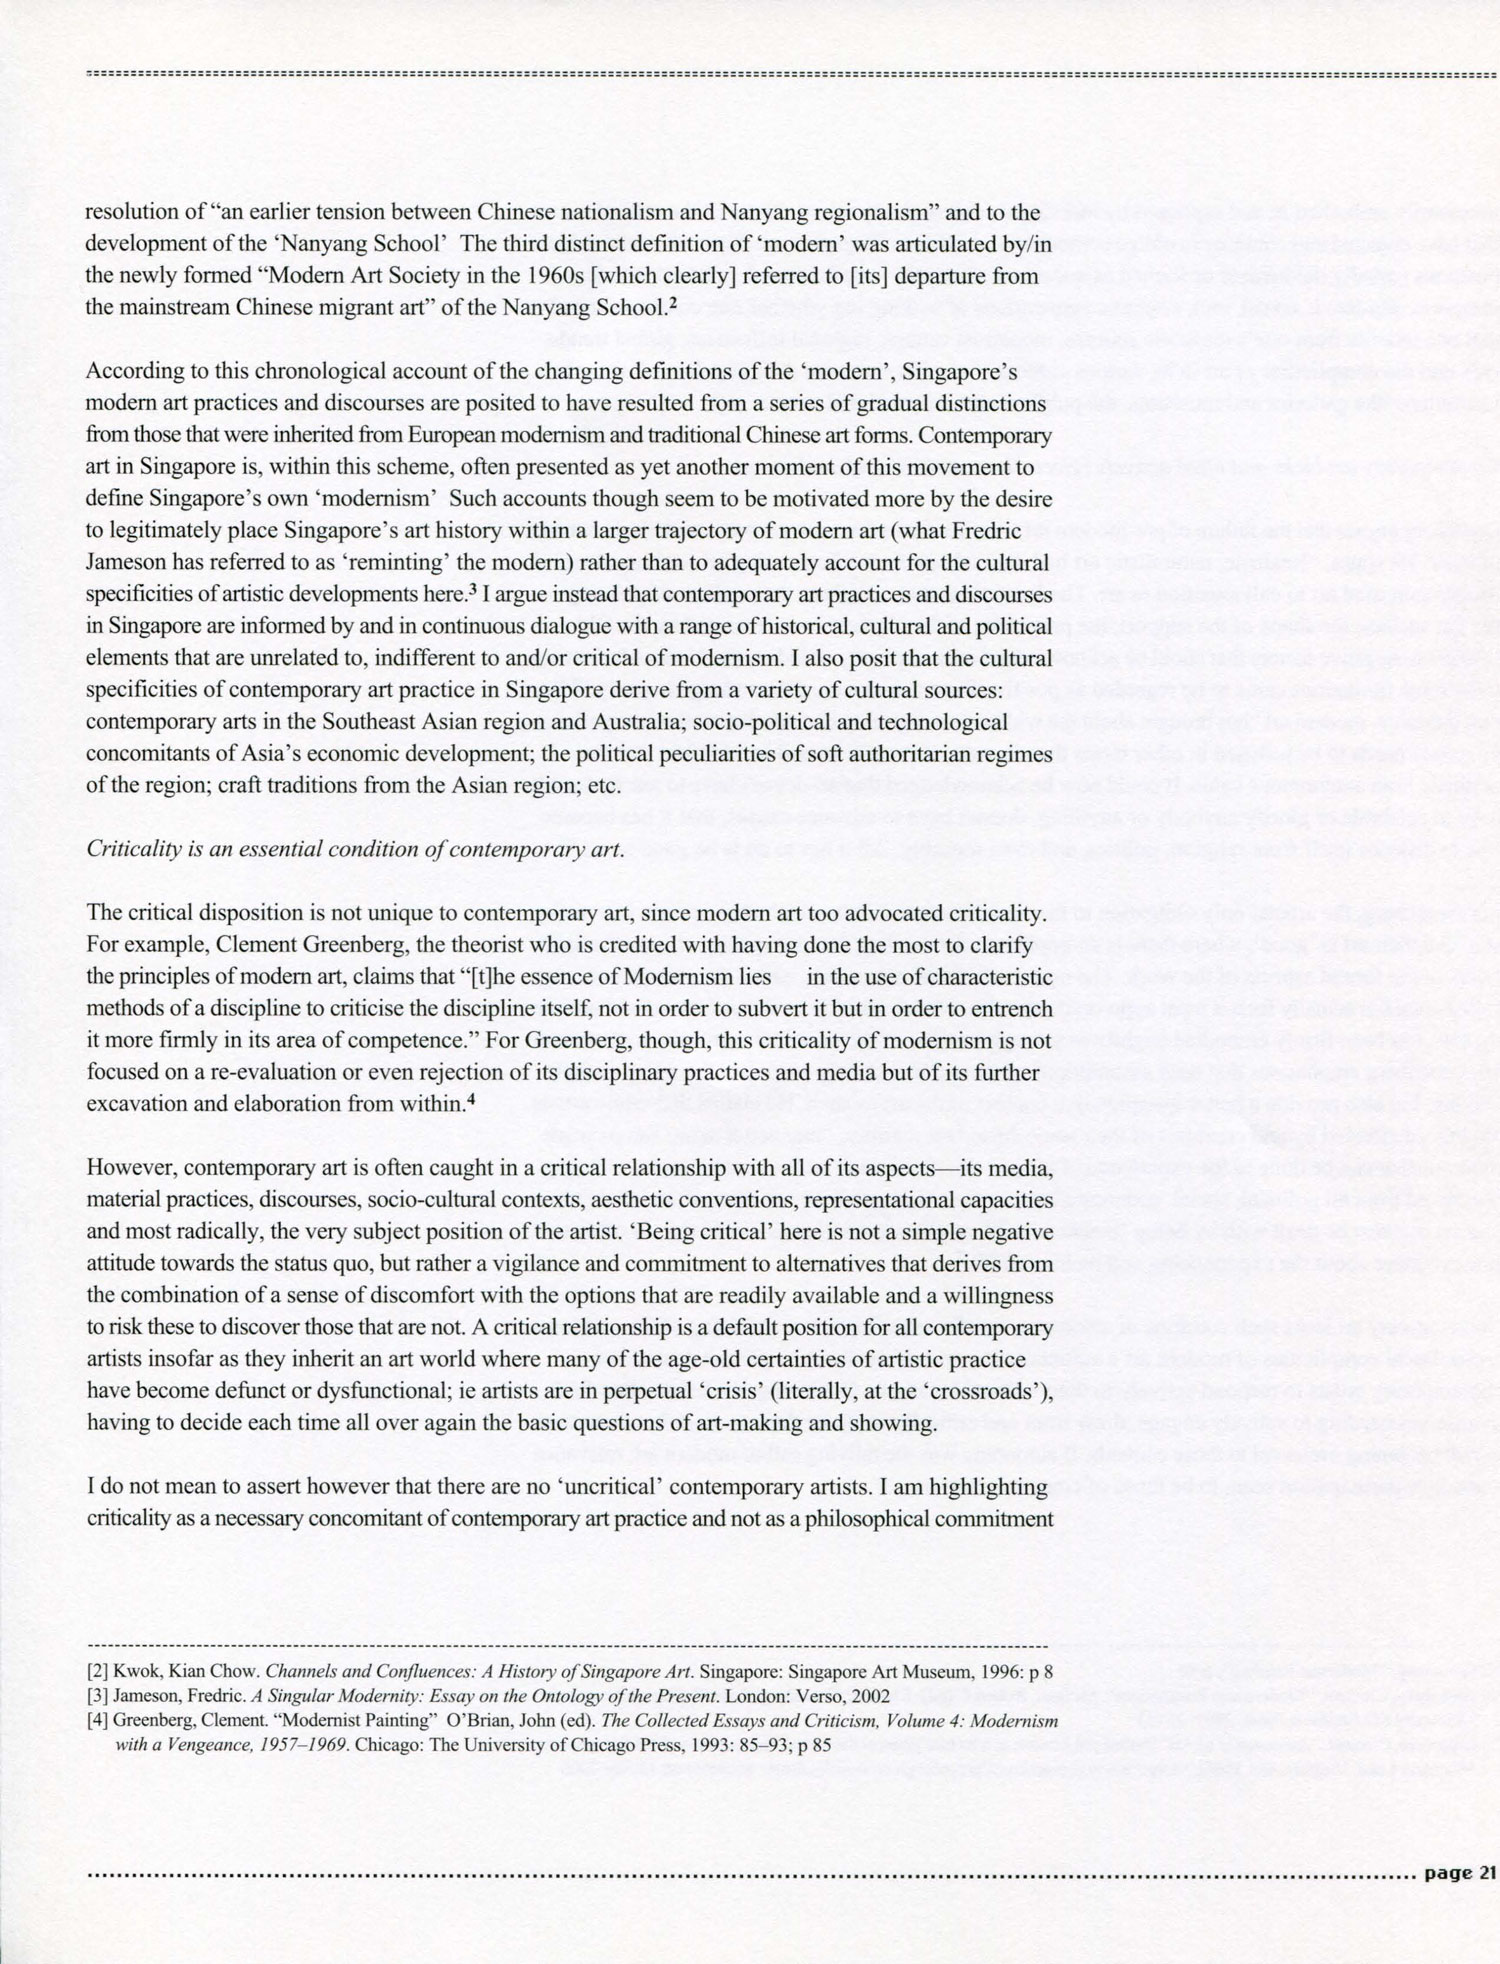 resolution of “an earlier tension between Chinese nationalism and Nanyang regionalism” and to the
development of the ‘Nanyang School’ The third distinct definition of ‘modern’ was articulated by/in
the newly formed “Modern Art Society in the 1960s [which clearly] referred to [its] departure from
the mainstream Chinese migrant art” of the Nanyang School.²
According to this chronological account of the changing definitions of the ‘modern’, Singapore’s
modern art practices and discourses are posited to have resulted from a series of gradual distinctions
from those that were inherited from European modernism and traditional Chinese art forms. Contemporary
art in Singapore is, within this scheme, often presented as yet another moment of this movement to
define Singapore’s own ‘modernism’ Such accounts though seem to be motivated more by the desire
to legitimately place Singapore’s art history within a larger trajectory of modern art (what Fredric
Jameson has referred to as ‘reminting’ the modern) rather than to adequately account for the cultural
specificities of artistic developments here.³ I argue instead that contemporary art practices and discourses
in Singapore are informed by and in continuous dialogue with a range of historical, cultural and political
elements that are unrelated to, indifferent to and/or critical of modernism. I also posit that the cultural
specificities of contemporary art practice in Singapore derive from a variety of cultural sources:
contemporary arts in the Southeast Asian region and Australia; socio-political and technological
concomitants of Asia’s economic development; the political peculiarities of soft authoritarian regimes
of the region; craft traditions from the Asian region; etc.
Criticality is an essential condition of contemporary art.
The critical disposition is not unique to contemporary art, since modern art too advocated criticality.
For example, Clement Greenberg, the theorist who is credited with having done the most to clarify
the principles of modern art, claims that “[t]he essence of Modernism lies in the use of characteristic
methods of a discipline to criticise the discipline itself, not in order to subvert it but in order to entrench
it more firmly in its area of competence.” For Greenberg, though, this criticality of modernism is not
focused on a re-evaluation or even rejection of its disciplinary practices and media but of its further
excavation and elaboration from within.⁴
However, contemporary art is often caught in a critical relationship with all of its aspects—its media,
material practices, discourses, socio-cultural contexts, aesthetic conventions, representational capacities
and most radically, the very subject position of the artist. ‘Being critical’ here is not a simple negative
attitude towards the status quo, but rather a vigilance and commitment to alternatives that derives from
the combination of a sense of discomfort with the options that are readily available and a willingness
to risk these to discover those that are not. A critical relationship is a default position for all contemporary
artists insofar as they inherit an art world where many of the age-old certainties of artistic practice
have become defunct or dysfunctional; ie artists are in perpetual ‘crisis’ (literally, at the ‘crossroads’),
having to decide each time all over again the basic questions of art-making and showing.
I do not mean to assert however that there are no ‘uncritical’ contemporary artists. I am highlighting
criticality as a necessary concomitant of contemporary art practice and not as a philosophical commitment
[2] Kwok, Kian Chow. Channels and Confluences: A History of Singapore Art. Singapore: Singapore Art Museum, 1996: p 8
[3] Jameson, Fredric. A Singular Modernity: Essay on the Ontology of the Present. London: Verso, 2002
[4] Greenberg, Clement. “Modernist Painting” O’Brian, John (ed). The Collected Essays and Criticism, Volume 4: Modernism
with a Vengeance, 1957–1969. Chicago: The University of Chicago Press, 1993: 85–93; p 85
page 21